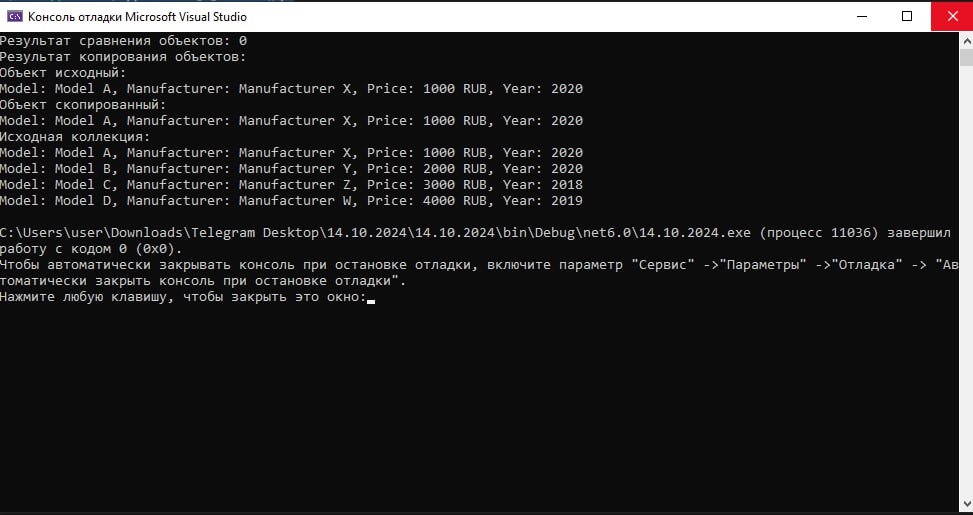 Консоль отладки Microsoft Visual Studio
Результат сравнения объектов: 0
Результат копирования объектов:
Объект исходный:
Model: Model A, Manufacturer: Manufacturer X, Price: 1000 RUB, Year: 2020
Объект скопированный:
Model: Model A, Manufacturer: Manufacturer X, Price: 1000 RUB, Year: 2020
Исходная коллекция:
Model: Model A, Manufacturer: Manufacturer X, Price: 1000 RUB, Year: 2020
Model: Model B, Manufacturer: Manufacturer Y, Price: 2000 RUB, Year: 2020
Model: Model C, Manufacturer: Manufacturer Z, Price: 3000 RUB, Year: 2018
Model: Model D, Manufacturer: Manufacturer W, Price: 4000 RUB, Year: 2019
C:\Users\user\Downloads\Telegram Desktop\14.10.2024\14.10.2024\bin\Debug\net6.0\14.10.2024.exe (процесс 11036) завершил
работу с кодом 0 (0x0).
Чтобы автоматически закрывать консоль при остановке отладки, включите параметр "Сервис" ->"Параметры" ->"Отладка" -> "Ав
томатически закрыть консоль при остановке отладки".
Нажмите любую клавишу, чтобы закрыть это окно: